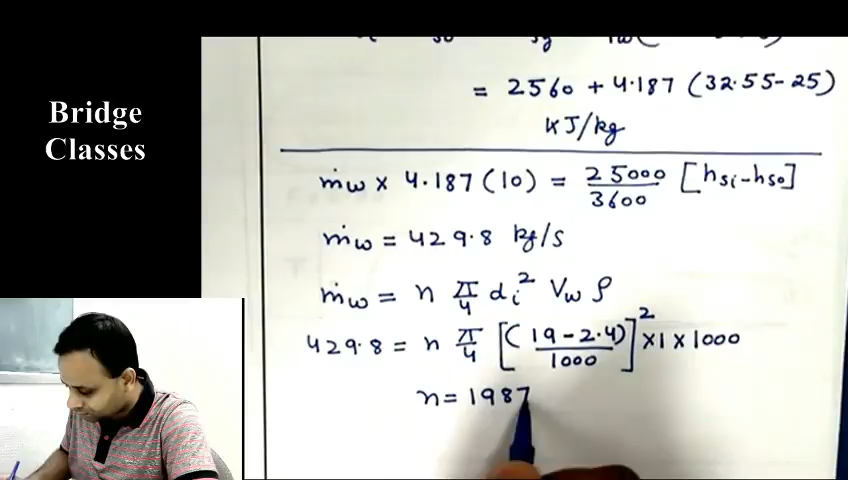 Bridge
Classes
= 2560 + 4.187 (32.55-25)
kJ/kg
ṁw x 4.187 (10) = 25000/3600 [hsi-hso]
ṁw = 429.8 kg/s
ṁw = n π/4 di² Vw ρ
429.8 = n π/4 [(19-2.4)/1000]² x1 x 1000
n = 1987